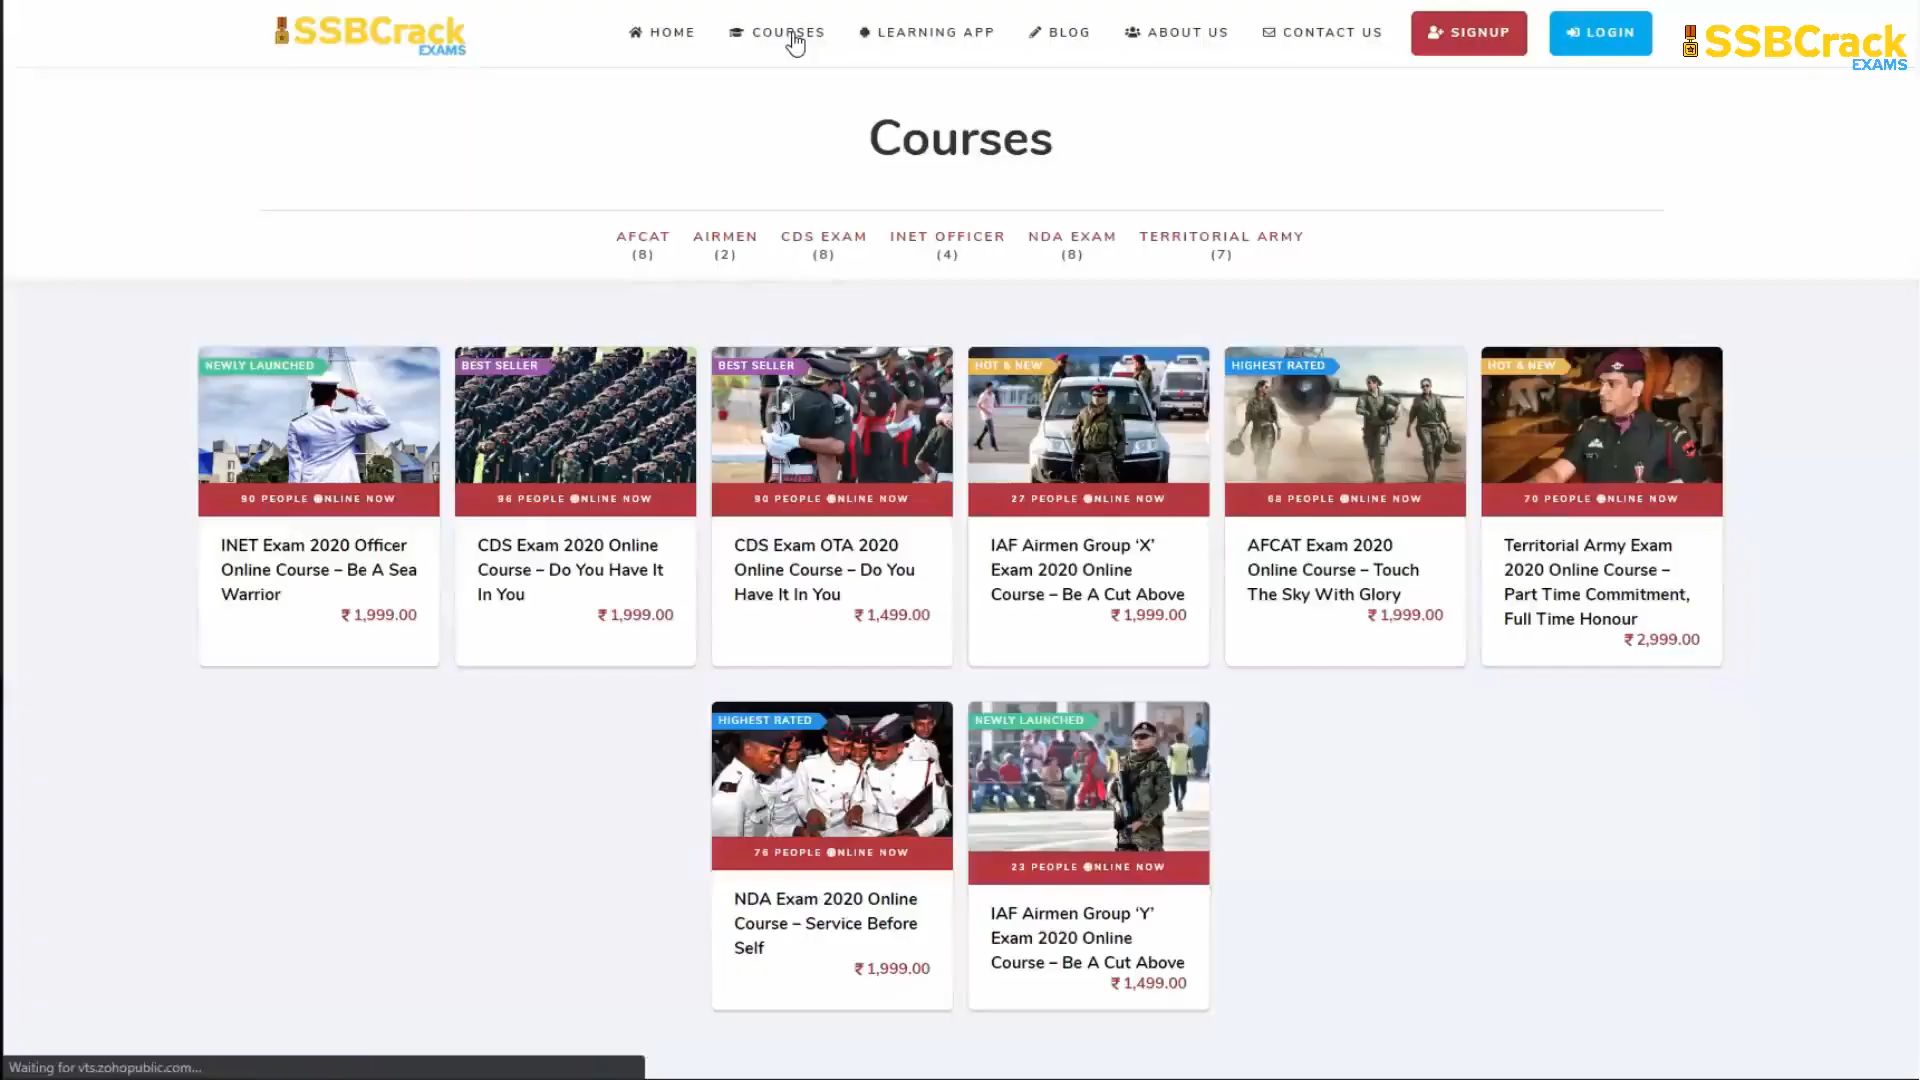 SSBCrack
EXAMS
HOME COURSES LEARNING APP BLOG ABOUT US CONTACT US SIGNUP LOGIN
SSBCrack
EXAMS
Courses
AFCAT AIRMEN CDS EXAM INET OFFICER NDA EXAM TERRITORIAL ARMY
(8) (2) (8) (4) (8) (7)
NEWLY LAUNCHED
90 PEOPLE ONLINE NOW
INET Exam 2020 Officer
Online Course – Be A Sea
Warrior
₹ 1,999.00
BEST SELLER
96 PEOPLE ONLINE NOW
CDS Exam 2020 Online
Course – Do You Have It
In You
₹ 1,999.00
BEST SELLER
90 PEOPLE ONLINE NOW
CDS Exam OTA 2020
Online Course – Do You
Have It In You
₹ 1,499.00
HOT & NEW
27 PEOPLE ONLINE NOW
IAF Airmen Group ‘X’
Exam 2020 Online
Course – Be A Cut Above
₹ 1,999.00
HIGHEST RATED
68 PEOPLE ONLINE NOW
AFCAT Exam 2020
Online Course – Touch
The Sky With Glory
₹ 1,999.00
HOT & NEW
70 PEOPLE ONLINE NOW
Territorial Army Exam
2020 Online Course –
Part Time Commitment,
Full Time Honour
₹ 2,999.00
HIGHEST RATED
76 PEOPLE ONLINE NOW
NDA Exam 2020 Online
Course – Service Before
Self
₹ 1,999.00
NEWLY LAUNCHED
23 PEOPLE ONLINE NOW
IAF Airmen Group ‘Y’
Exam 2020 Online
Course – Be A Cut Above
₹ 1,499.00
Waiting for vts.zohopublic.com...